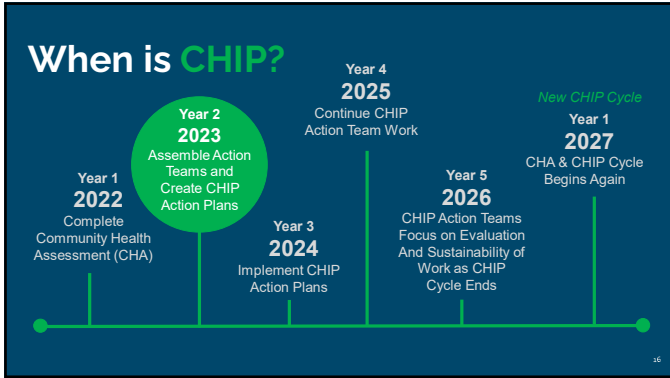 When is CHIP?
Year 1
2022
Complete
Community Health
Assessment (CHA)
Year 2
2023
Assemble Action
Teams and
Create CHIP
Action Plans
Year 3
2024
Implement CHIP
Action Plans
Year 4
2025
Continue CHIP
Action Team Work
Year 5
2026
CHIP Action Teams
Focus on Evaluation
And Sustainability of
Work as CHIP
Cycle Ends
New CHIP Cycle
Year 1
2027
CHA & CHIP Cycle
Begins Again
16